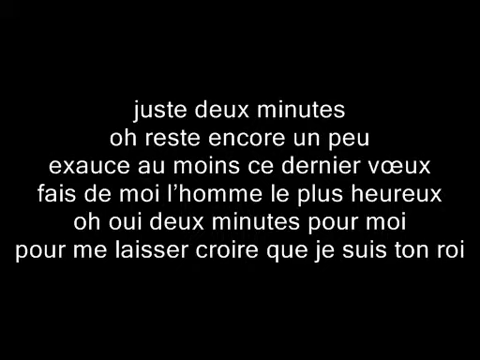 juste deux minutes
oh reste encore un peu
exauce au moins ce dernier vœux
fais de moi l'homme le plus heureux
oh oui deux minutes pour moi
pour me laisser croire que je suis ton roi